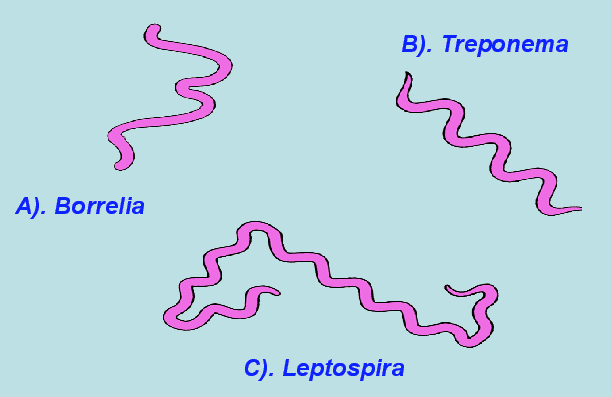 A). Borrelia
B). Treponema
C). Leptospira